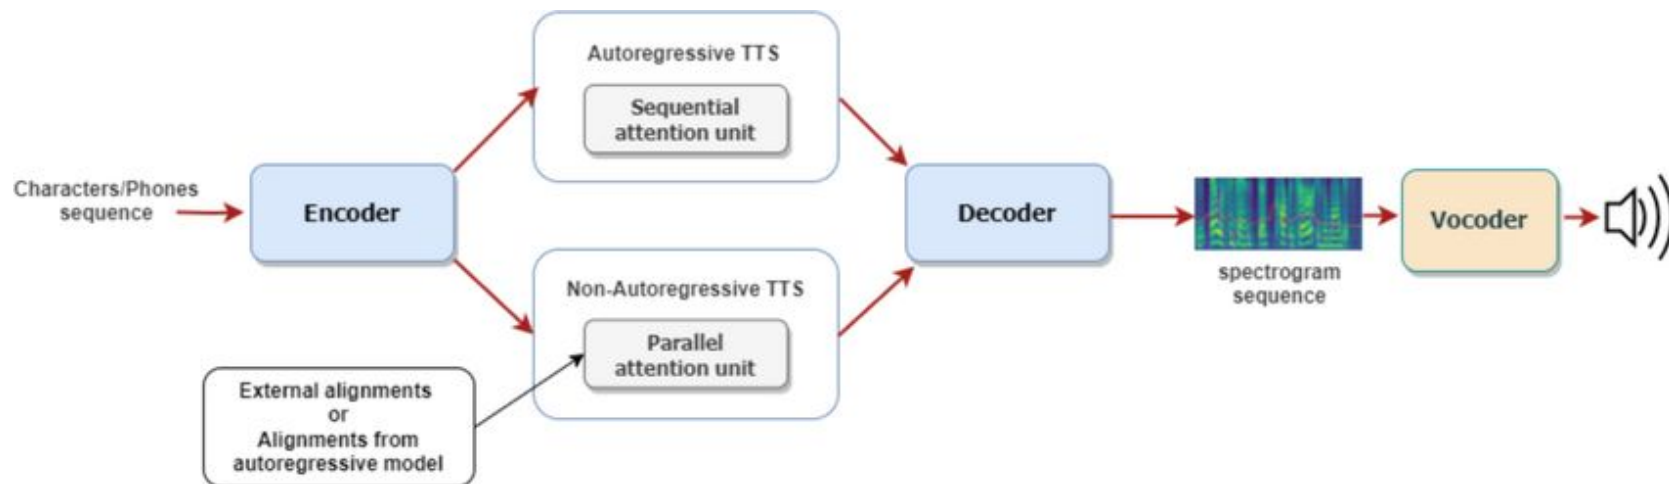 Characters/Phones
sequence
Encoder
Autoregressive TTS
Sequential
attention unit
Non-Autoregressive TTS
Parallel
attention unit
External alignments
or
Alignments from
autoregressive model
Decoder
spectrogram
sequence
Vocoder